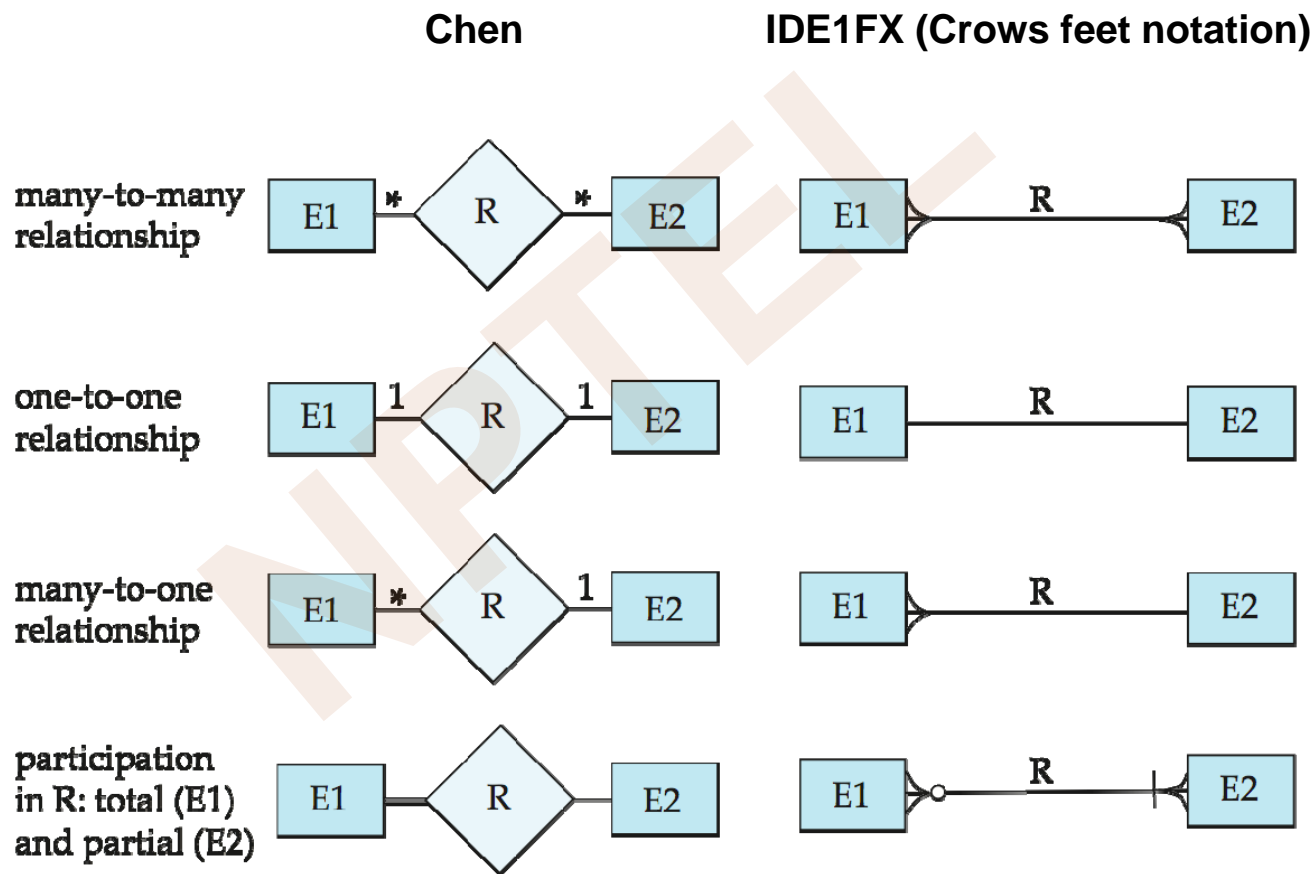 Chen IDE1FX (Crows feet notation)
many-to-many
relationship
E1 * R * E2 E1 R E2
one-to-one
relationship
E1 1 R 1 E2 E1 R E2
many-to-one
relationship
E1 * R 1 E2 E1 R E2
participation
in R: total (E1)
and partial (E2)
E1 R E2 E1 R E2
NPTEL